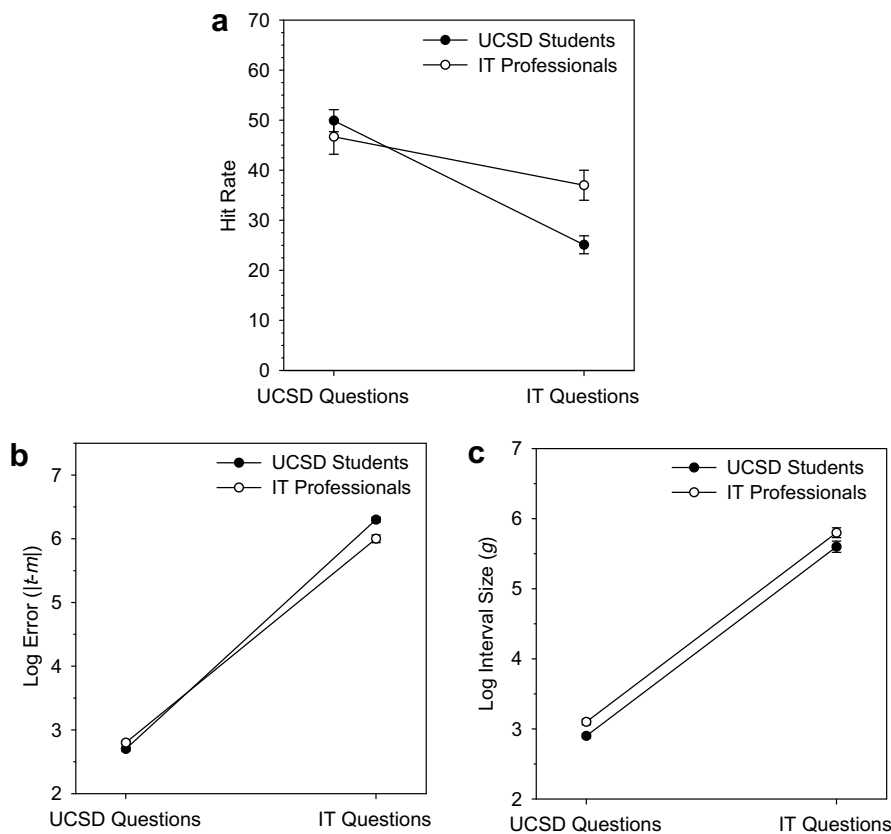 a
70
60
50
40
30
20
10
0
Hit Rate
UCSD Students
IT Professionals
UCSD Questions IT Questions
b
7
6
5
4
3
2
Log Error (|t-m|)
UCSD Students
IT Professionals
UCSD Questions IT Questions
c
7
6
5
4
3
2
Log Interval Size (g)
UCSD Students
IT Professionals
UCSD Questions IT Questions